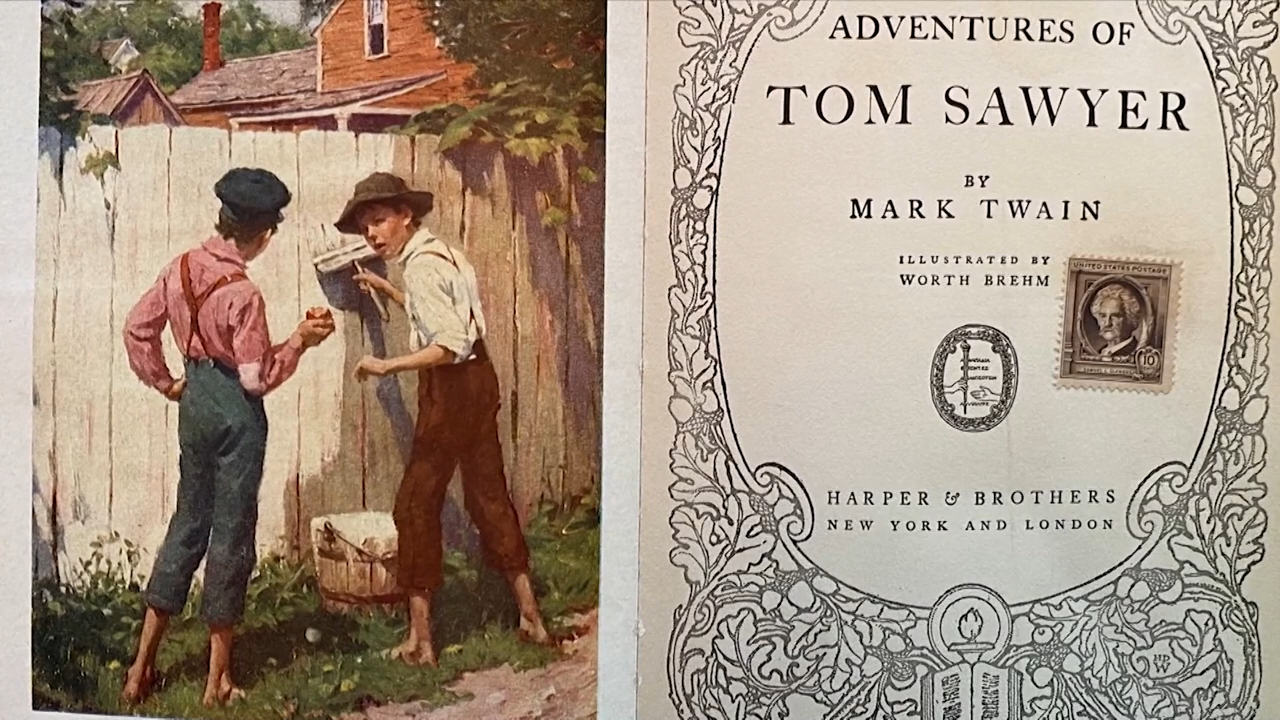 ADVENTURES OF
TOM SAWYER
BY
MARK TWAIN
ILLUSTRATED BY
WORTH BREHM
UNITED STATES POSTAGE
10
HARPER & BROTHERS
NEW YORK AND LONDON